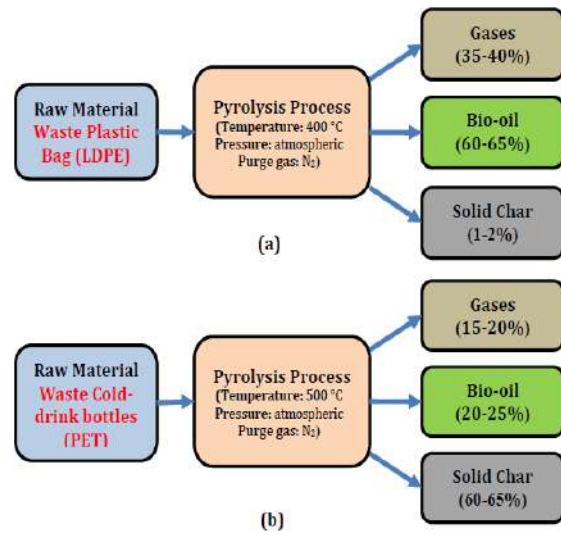 Raw Material
Waste Plastic
Bag (LDPE)
Pyrolysis Process
(Temperature: 400 °C
Pressure: atmospheric
Purge gas: N₂)
Gases
(35-40%)
Bio-oil
(60-65%)
Solid Char
(1-2%)
(a)
Raw Material
Waste Cold-
drink bottles
(PET)
Pyrolysis Process
(Temperature: 500 °C
Pressure: atmospheric
Purge gas: N₂)
Gases
(15-20%)
Bio-oil
(20-25%)
Solid Char
(60-65%)
(b)